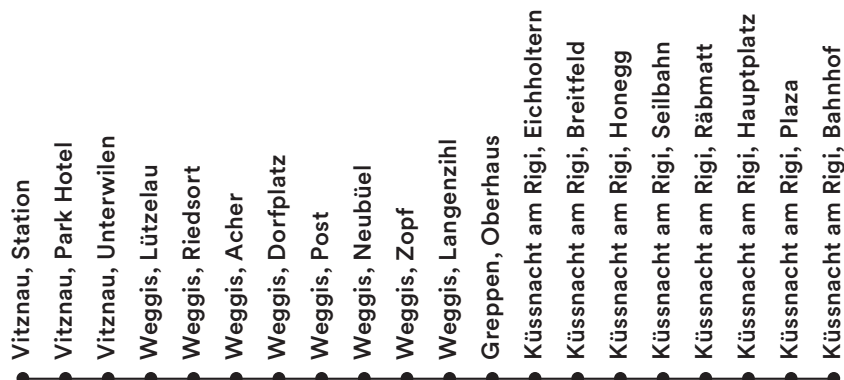 Vitznau, Station
Vitznau, Park Hotel
Vitznau, Unterwilen
Weggis, Lützelau
Weggis, Riedsort
Weggis, Acher
Weggis, Dorfplatz
Weggis, Post
Weggis, Neubüel
Weggis, Zopf
Weggis, Langenzihl
Greppen, Oberhaus
Küssnacht am Rigi, Eichholtern
Küssnacht am Rigi, Breitfeld
Küssnacht am Rigi, Honegg
Küssnacht am Rigi, Seilbahn
Küssnacht am Rigi, Räbmatt
Küssnacht am Rigi, Hauptplatz
Küssnacht am Rigi, Plaza
Küssnacht am Rigi, Bahnhof